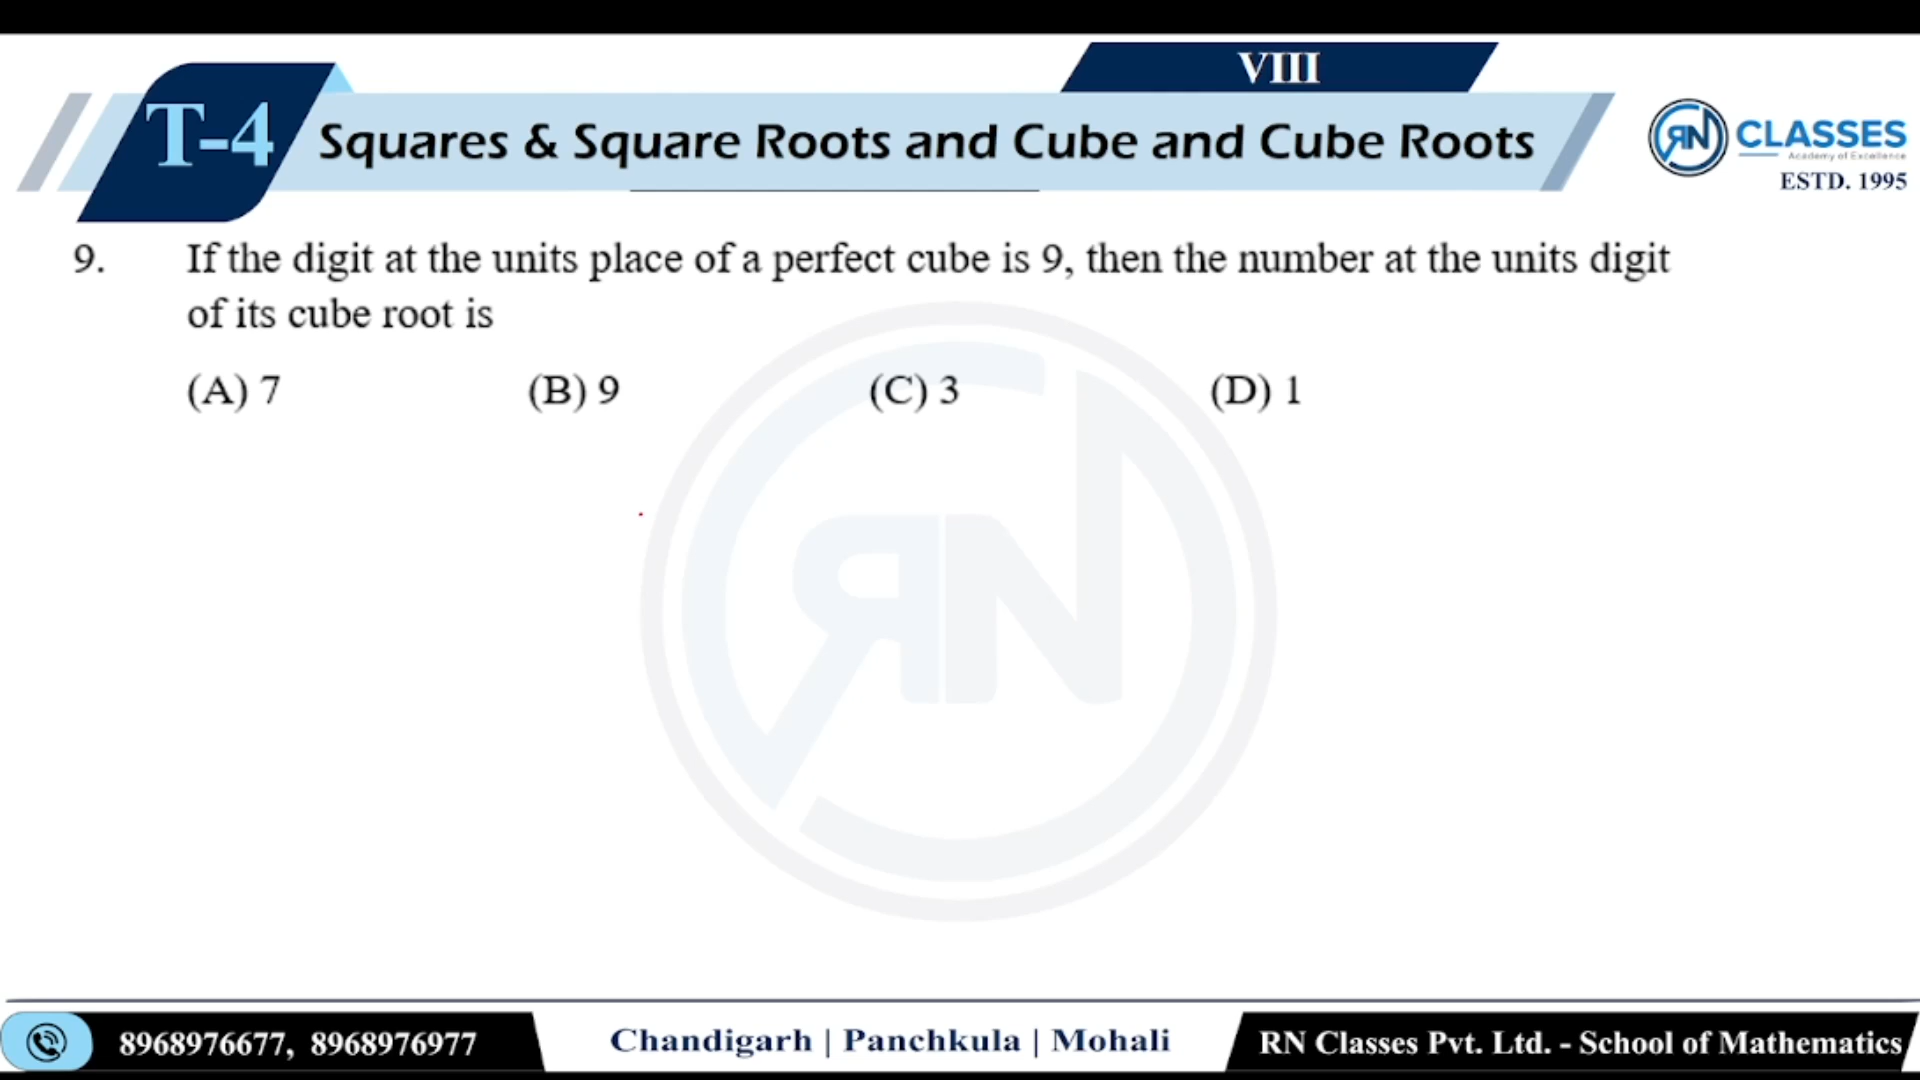 VIII
T-4 Squares & Square Roots and Cube and Cube Roots
RN CLASSES
Academy of Excellence
ESTD. 1995
9. If the digit at the units place of a perfect cube is 9, then the number at the units digit
of its cube root is
(A) 7 (B) 9 (C) 3 (D) 1
RN
8968976677, 8968976977 Chandigarh | Panchkula | Mohali RN Classes Pvt. Ltd. - School of Mathematics